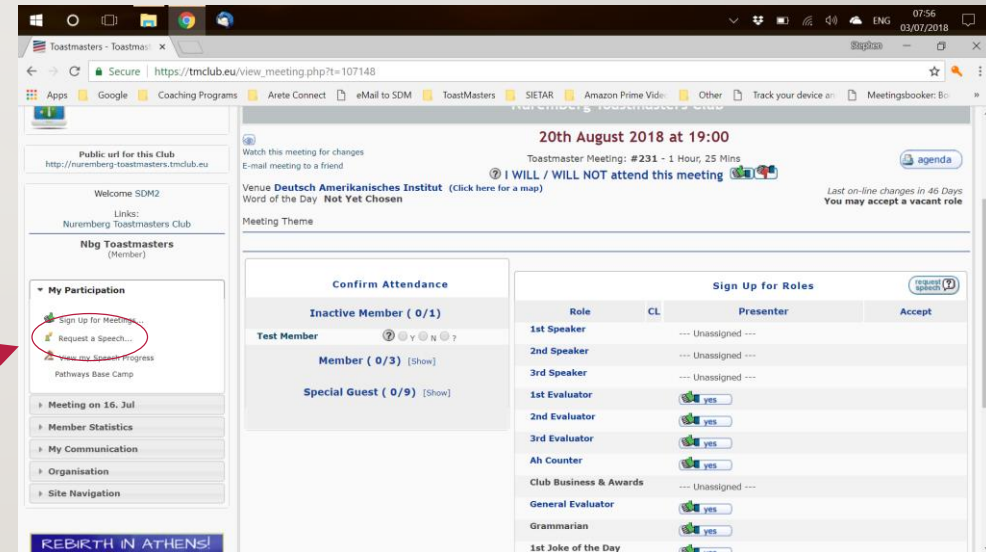 07:56
ENG
03/07/2018
Toastmasters - Toastmast
Stephen
Secure https://tmclub.eu/view_meeting.php?t=107148
Apps Google Coaching Programs Arete Connect eMail to SDM ToastMasters SIETAR Amazon Prime Video Other Track your device an Meetingsbooker: Bo
Nuremberg Toastmasters Club
Public url for this Club
http://nuremberg-toastmasters.tmclub.eu
Welcome SDM2
Links:
Nuremberg Toastmasters Club
Nbg Toastmasters
(Member)
My Participation
Sign Up for Meetings...
Request a Speech...
View my Speech Progress
Pathways Base Camp
Meeting on 16. Jul
Member Statistics
My Communication
Organisation
Site Navigation
REBIRTH IN ATHENS!
20th August 2018 at 19:00
Watch this meeting for changes
E-mail meeting to a friend
Toastmaster Meeting: #231 - 1 Hour, 25 Mins
agenda
I WILL / WILL NOT attend this meeting
Venue Deutsch Amerikanisches Institut (Click here for a map)
Word of the Day Not Yet Chosen
Last on-line changes in 46 Days
You may accept a vacant role
Meeting Theme
Confirm Attendance
Inactive Member ( 0/1)
Test Member Y N ?
Member ( 0/3) [Show]
Special Guest ( 0/9) [Show]
Sign Up for Roles
request speech
Role CL Presenter Accept
1st Speaker --- Unassigned ---
2nd Speaker --- Unassigned ---
3rd Speaker --- Unassigned ---
1st Evaluator yes
2nd Evaluator yes
3rd Evaluator yes
Ah Counter yes
Club Business & Awards --- Unassigned ---
General Evaluator yes
Grammarian yes
1st Joke of the Day yes